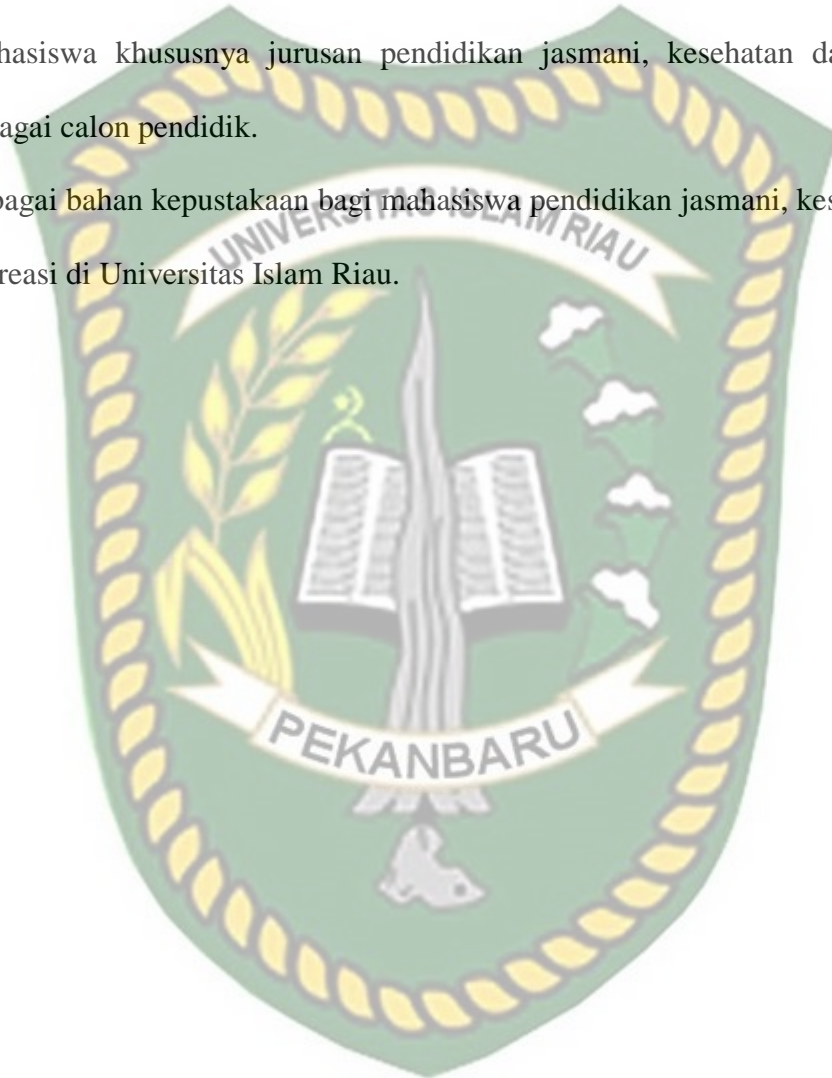 hasiswa khususnya jurusan pendidikan jasmani, kesehatan da
agai calon pendidik.
bagai bahan kepustakaan bagi mahasiswa pendidikan jasmani, kes
reasi di Universitas Islam Riau.
UNIVERSITAS ISLAM RIAU
PEKANBARU